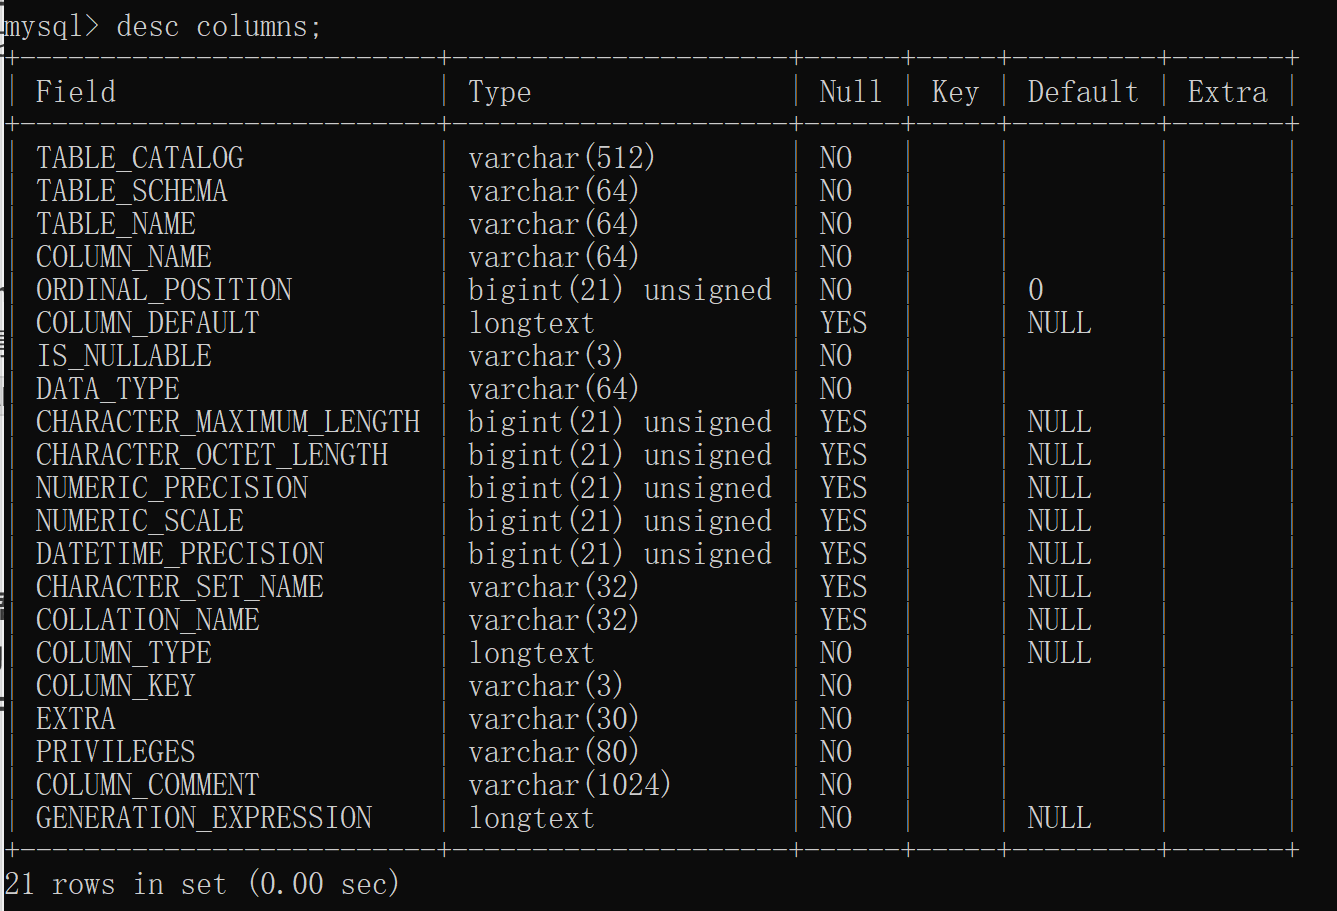 mysql> desc columns;
+--------------------------+---------------------+------+-----+---------+-------+
| Field | Type | Null | Key | Default | Extra |
+--------------------------+---------------------+------+-----+---------+-------+
| TABLE_CATALOG | varchar(512) | NO | | | |
| TABLE_SCHEMA | varchar(64) | NO | | | |
| TABLE_NAME | varchar(64) | NO | | | |
| COLUMN_NAME | varchar(64) | NO | | | |
| ORDINAL_POSITION | bigint(21) unsigned | NO | | 0 | |
| COLUMN_DEFAULT | longtext | YES | | NULL | |
| IS_NULLABLE | varchar(3) | NO | | | |
| DATA_TYPE | varchar(64) | NO | | | |
| CHARACTER_MAXIMUM_LENGTH | bigint(21) unsigned | YES | | NULL | |
| CHARACTER_OCTET_LENGTH | bigint(21) unsigned | YES | | NULL | |
| NUMERIC_PRECISION | bigint(21) unsigned | YES | | NULL | |
| NUMERIC_SCALE | bigint(21) unsigned | YES | | NULL | |
| DATETIME_PRECISION | bigint(21) unsigned | YES | | NULL | |
| CHARACTER_SET_NAME | varchar(32) | YES | | NULL | |
| COLLATION_NAME | varchar(32) | YES | | NULL | |
| COLUMN_TYPE | longtext | NO | | NULL | |
| COLUMN_KEY | varchar(3) | NO | | | |
| EXTRA | varchar(30) | NO | | | |
| PRIVILEGES | varchar(80) | NO | | | |
| COLUMN_COMMENT | varchar(1024) | NO | | | |
| GENERATION_EXPRESSION | longtext | NO | | NULL | |
+--------------------------+---------------------+------+-----+---------+-------+
21 rows in set (0.00 sec)